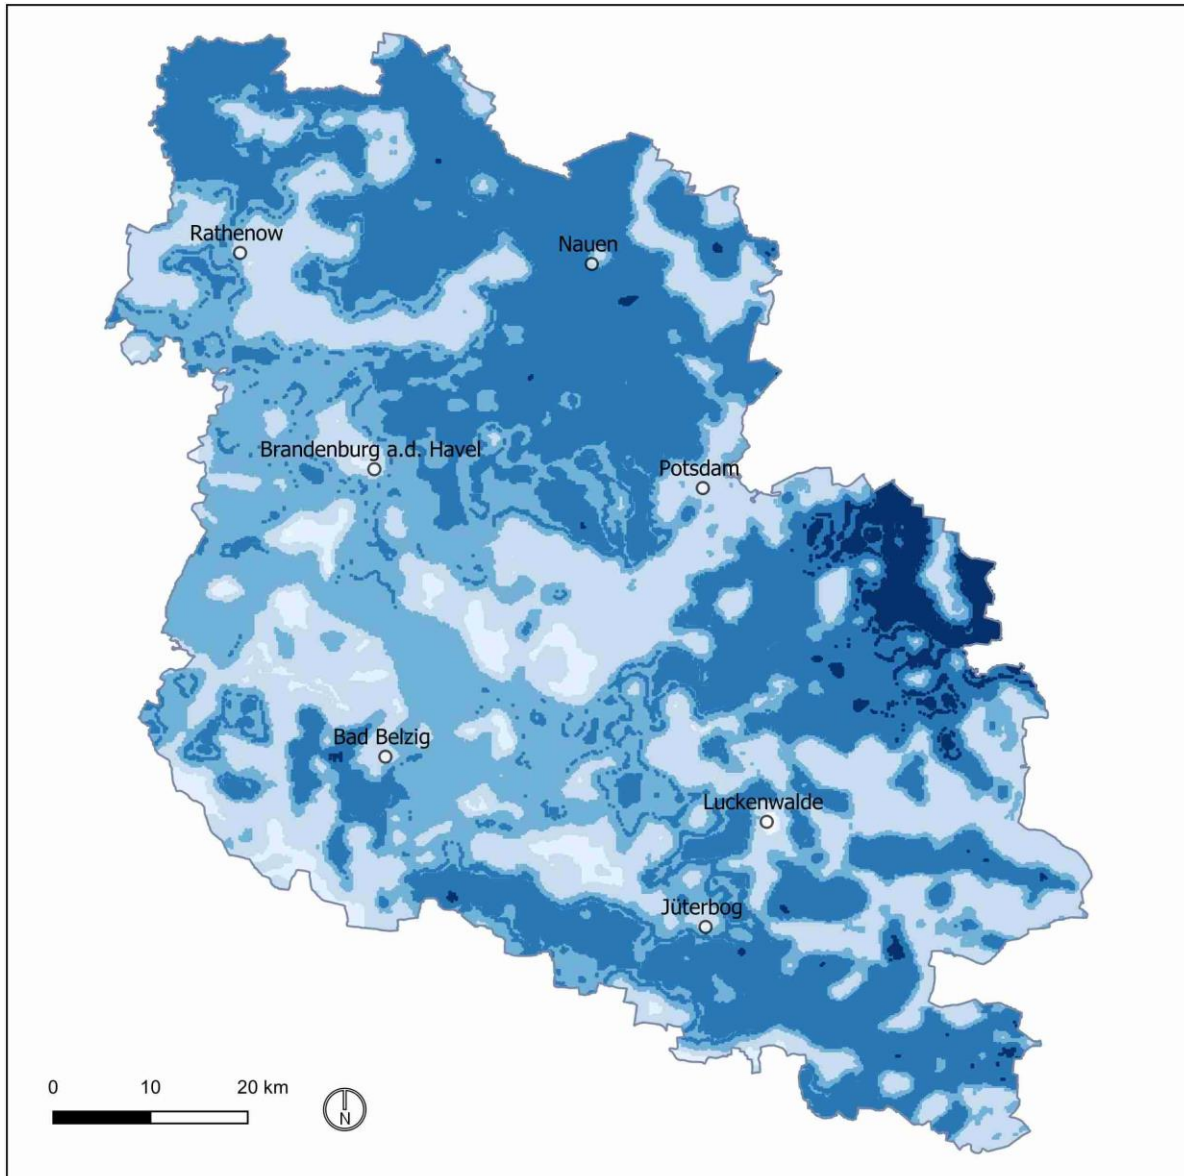 Rathenow
Nauen
Brandenburg a.d. Havel
Potsdam
Bad Belzig
Luckenwalde
Jüterbog
0 10 20 km
N